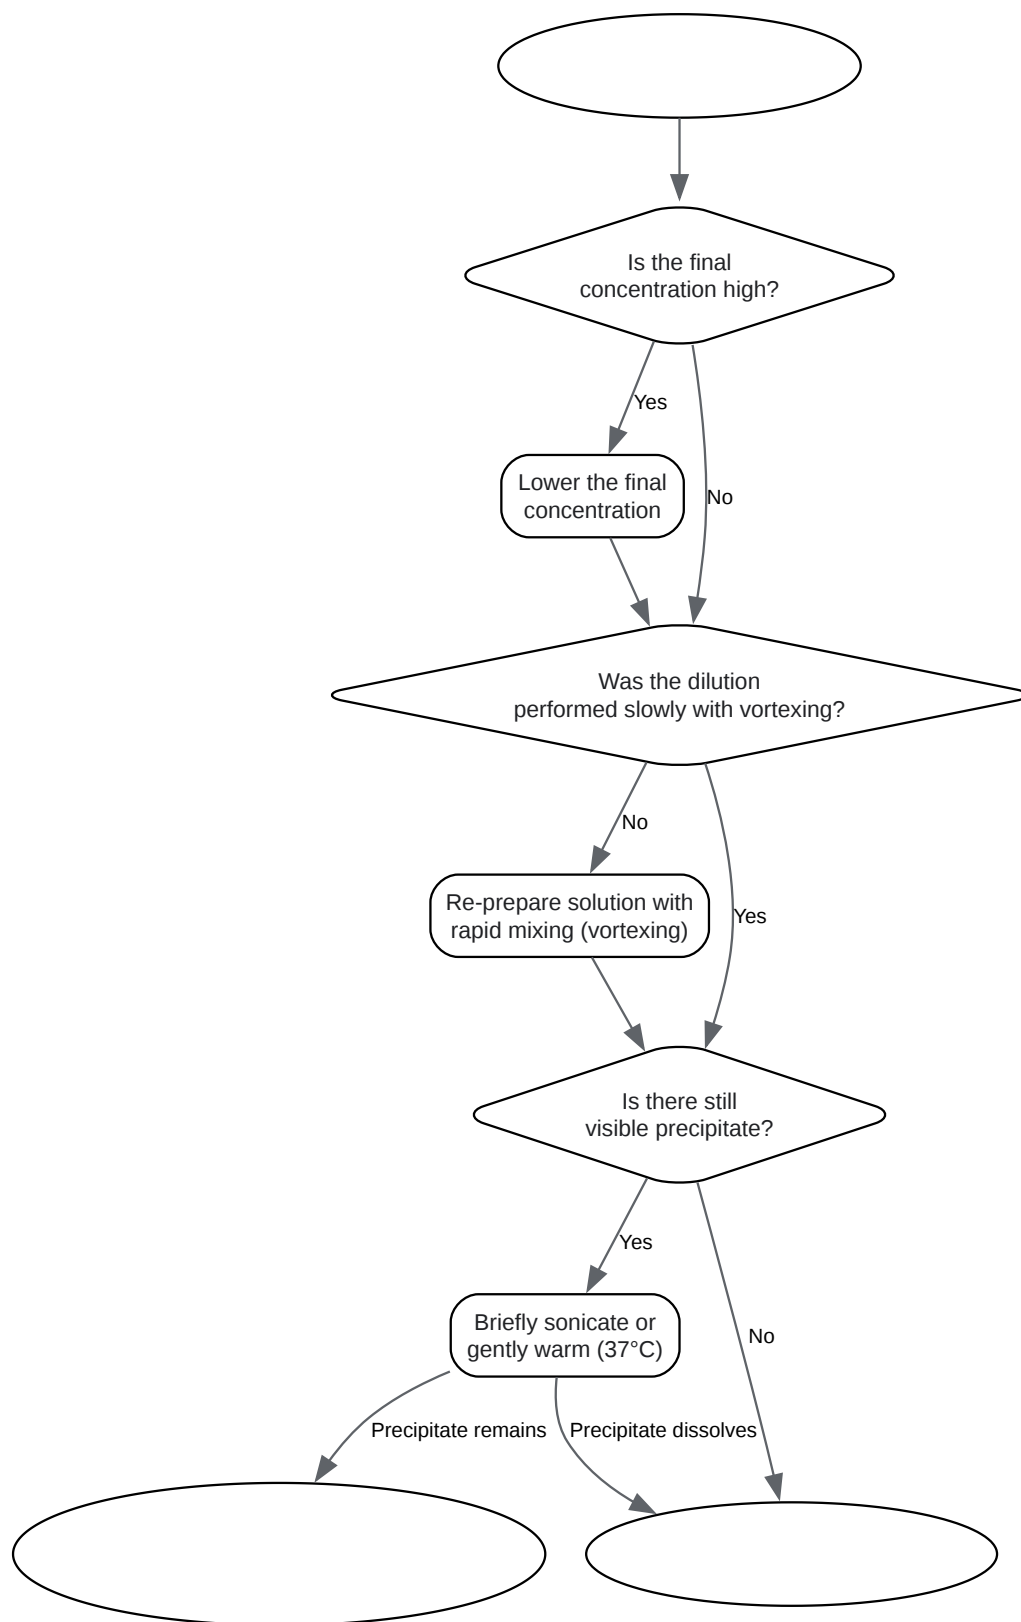 Is the final
concentration high?
Yes
Lower the final
concentration
No
Was the dilution
performed slowly with vortexing?
No
Re-prepare solution with
rapid mixing (vortexing)
Yes
Is there still
visible precipitate?
Yes
Briefly sonicate or
gently warm (37°C)
No
Precipitate remains
Precipitate dissolves